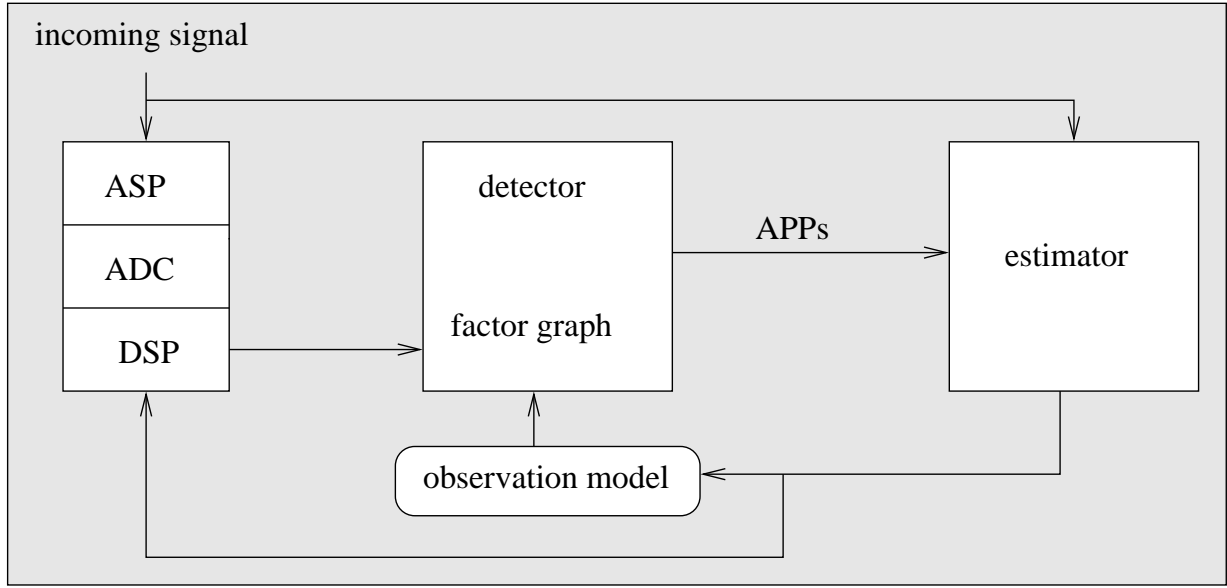 incoming signal
ASP
ADC
DSP
detector
factor graph
APPs
estimator
observation model